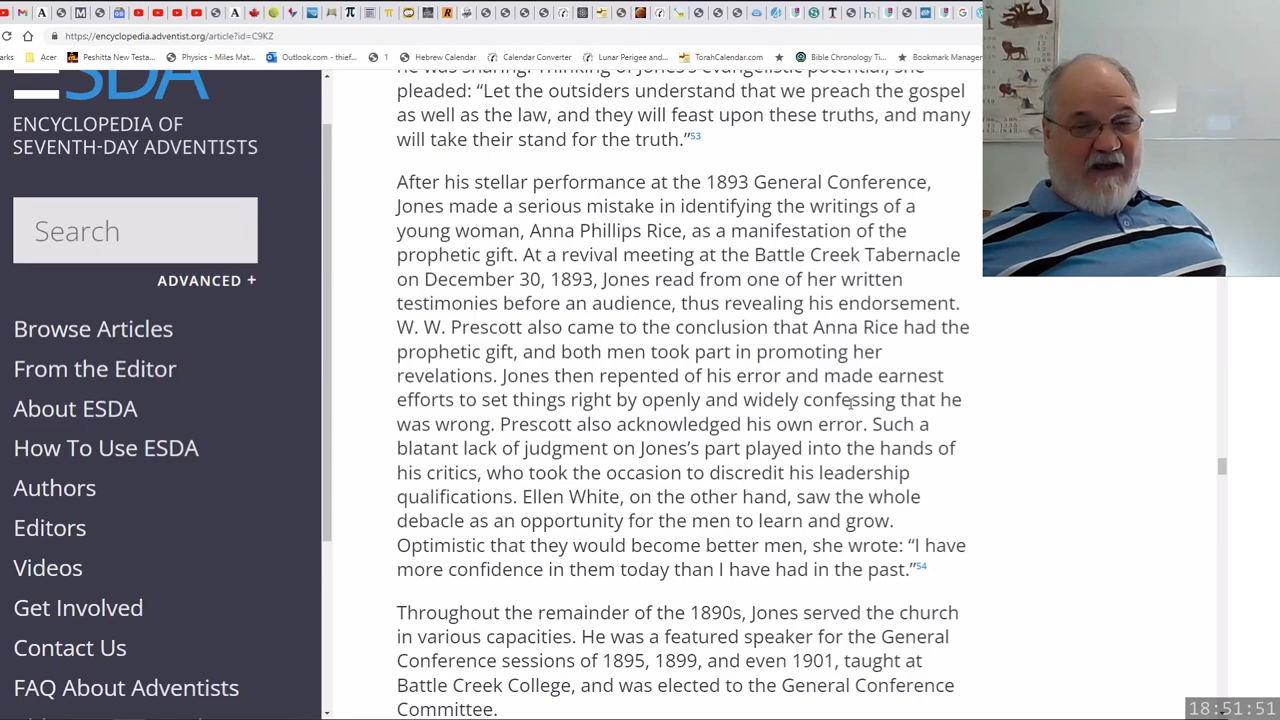 https://encyclopedia.adventist.org/article?id=C9KZ
Acer
Peshitta New Testa...
Physics - Miles Mat...
Outlook.com - thief...
1
Hebrew Calendar
Calendar Converter
Lunar Perigee and...
TorahCalendar.com
Bible Chronology Ti...
Bookmark Manager
ESDA
ENCYCLOPEDIA OF
SEVENTH-DAY ADVENTISTS
Search
ADVANCED +
Browse Articles
From the Editor
About ESDA
How To Use ESDA
Authors
Editors
Videos
Get Involved
Contact Us
FAQ About Adventists
he was sharing. Thinking of Jones's evangelistic potential, she
pleaded: “Let the outsiders understand that we preach the gospel
as well as the law, and they will feast upon these truths, and many
will take their stand for the truth.”53
After his stellar performance at the 1893 General Conference,
Jones made a serious mistake in identifying the writings of a
young woman, Anna Phillips Rice, as a manifestation of the
prophetic gift. At a revival meeting at the Battle Creek Tabernacle
on December 30, 1893, Jones read from one of her written
testimonies before an audience, thus revealing his endorsement.
W. W. Prescott also came to the conclusion that Anna Rice had the
prophetic gift, and both men took part in promoting her
revelations. Jones then repented of his error and made earnest
efforts to set things right by openly and widely confessing that he
was wrong. Prescott also acknowledged his own error. Such a
blatant lack of judgment on Jones’s part played into the hands of
his critics, who took the occasion to discredit his leadership
qualifications. Ellen White, on the other hand, saw the whole
debacle as an opportunity for the men to learn and grow.
Optimistic that they would become better men, she wrote: “I have
more confidence in them today than I have had in the past.”54
Throughout the remainder of the 1890s, Jones served the church
in various capacities. He was a featured speaker for the General
Conference sessions of 1895, 1899, and even 1901, taught at
Battle Creek College, and was elected to the General Conference
Committee.
18:51:51